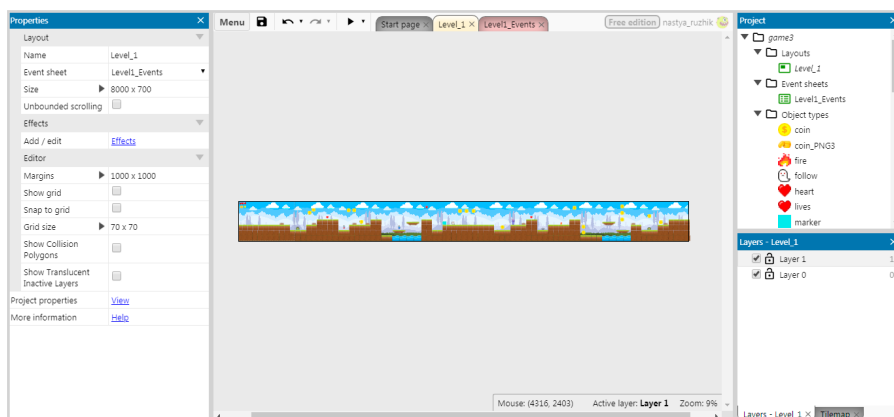 Properties
Layout
Name Level_1
Event sheet Level1_Events
Size 8000 x 700
Unbounded scrolling
Effects
Add / edit Effects
Editor
Margins 1000 x 1000
Show grid
Snap to grid
Grid size 70 x 70
Show Collision
Polygons
Show Translucent
Inactive Layers
Project properties View
More information Help
Menu
Start page Level_1 Level1_Events
Free edition nastya_ruzhik
Mouse: (4316, 2403) Active layer: Layer 1 Zoom: 9%
Project
game3
Layouts
Level_1
Event sheets
Level1_Events
Object types
coin
coin_PNG3
fire
follow
heart
lives
marker
Layers - Level_1
Layer 1 1
Layer 0 0
Layers - Level_1 Tilemap